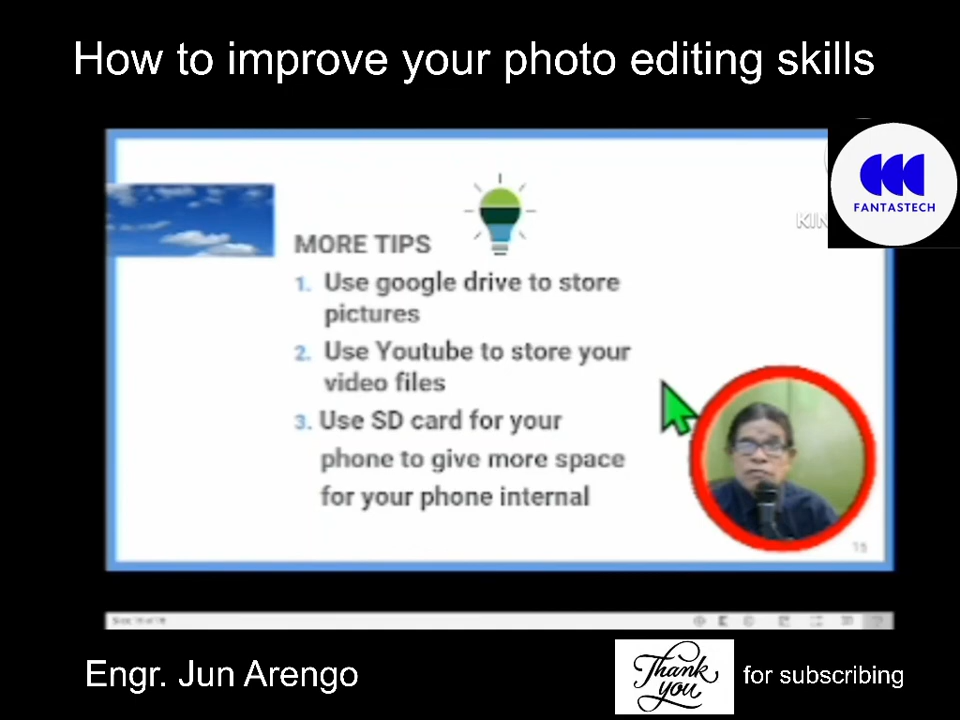 How to improve your photo editing skills
FANTASTECH
MORE TIPS
1. Use google drive to store
pictures
2. Use Youtube to store your
video files
3. Use SD card for your
phone to give more space
for your phone internal
15
Engr. Jun Arengo
Thank
you
for subscribing